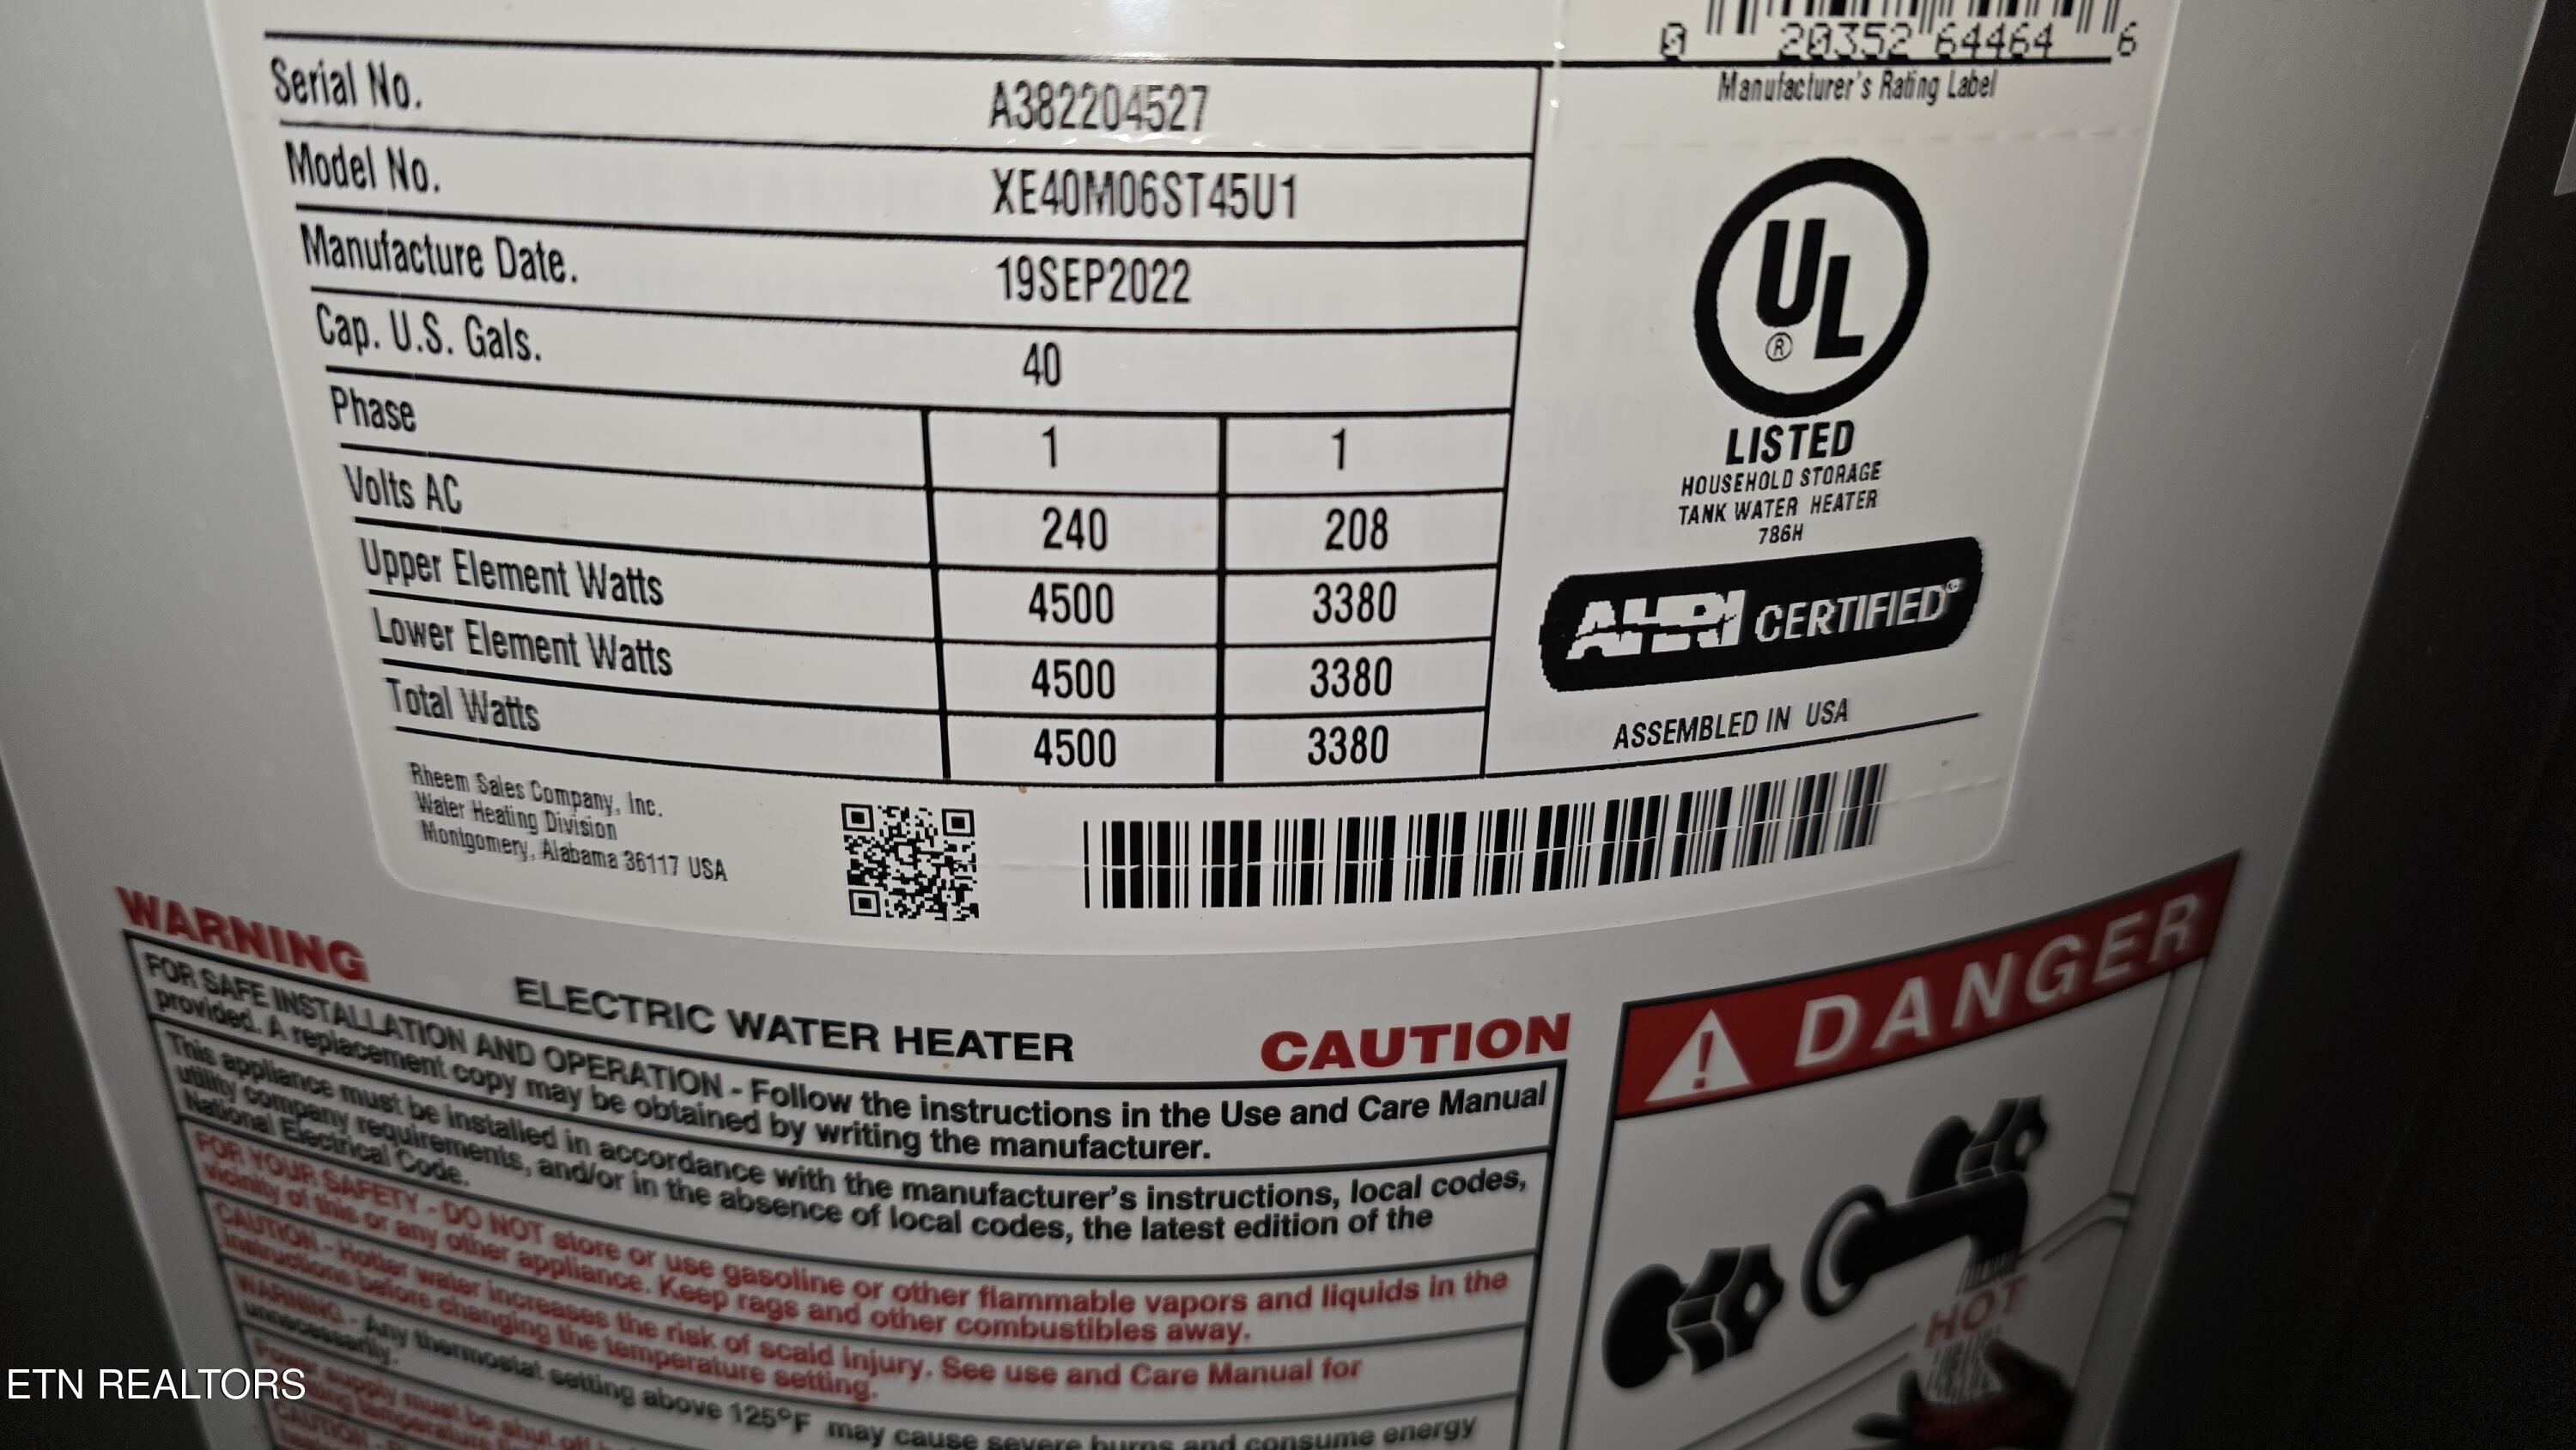 0 20352 64464 6
Manufacturer's Rating Label
Serial No. A382204527
Model No. XE40M06ST45U1
Manufacture Date. 19SEP2022
Cap. U.S. Gals. 40
Phase 1 1
Volts AC 240 208
Upper Element Watts 4500 3380
Lower Element Watts 4500 3380
Total Watts 4500 3380
UL
®
LISTED
HOUSEHOLD STORAGE
TANK WATER HEATER
786H
AHRI CERTIFIED
ASSEMBLED IN USA
Rheem Sales Company, Inc.
Water Heating Division
Montgomery, Alabama 36117 USA
WARNING
ELECTRIC WATER HEATER
CAUTION
FOR SAFE INSTALLATION AND OPERATION - Follow the instructions in the Use and Care Manual
provided. A replacement copy may be obtained by writing the manufacturer.
This appliance must be installed in accordance with the manufacturer's instructions, local codes,
utility company requirements, and/or in the absence of local codes, the latest edition of the
National Electrical Code.
FOR YOUR SAFETY - DO NOT store or use gasoline or other flammable vapors and liquids in the
vicinity of this or any other appliance. Keep rags and other combustibles away.
CAUTION - Hotter water increases the risk of scald injury. See use and Care Manual for
instructions before changing the temperature setting.
WARNING - Any thermostat setting above 125°F may cause severe burns and consume energy
unnecessarily.
Power supply must be shut off
CAUTION
DANGER
HOT
ETN REALTORS